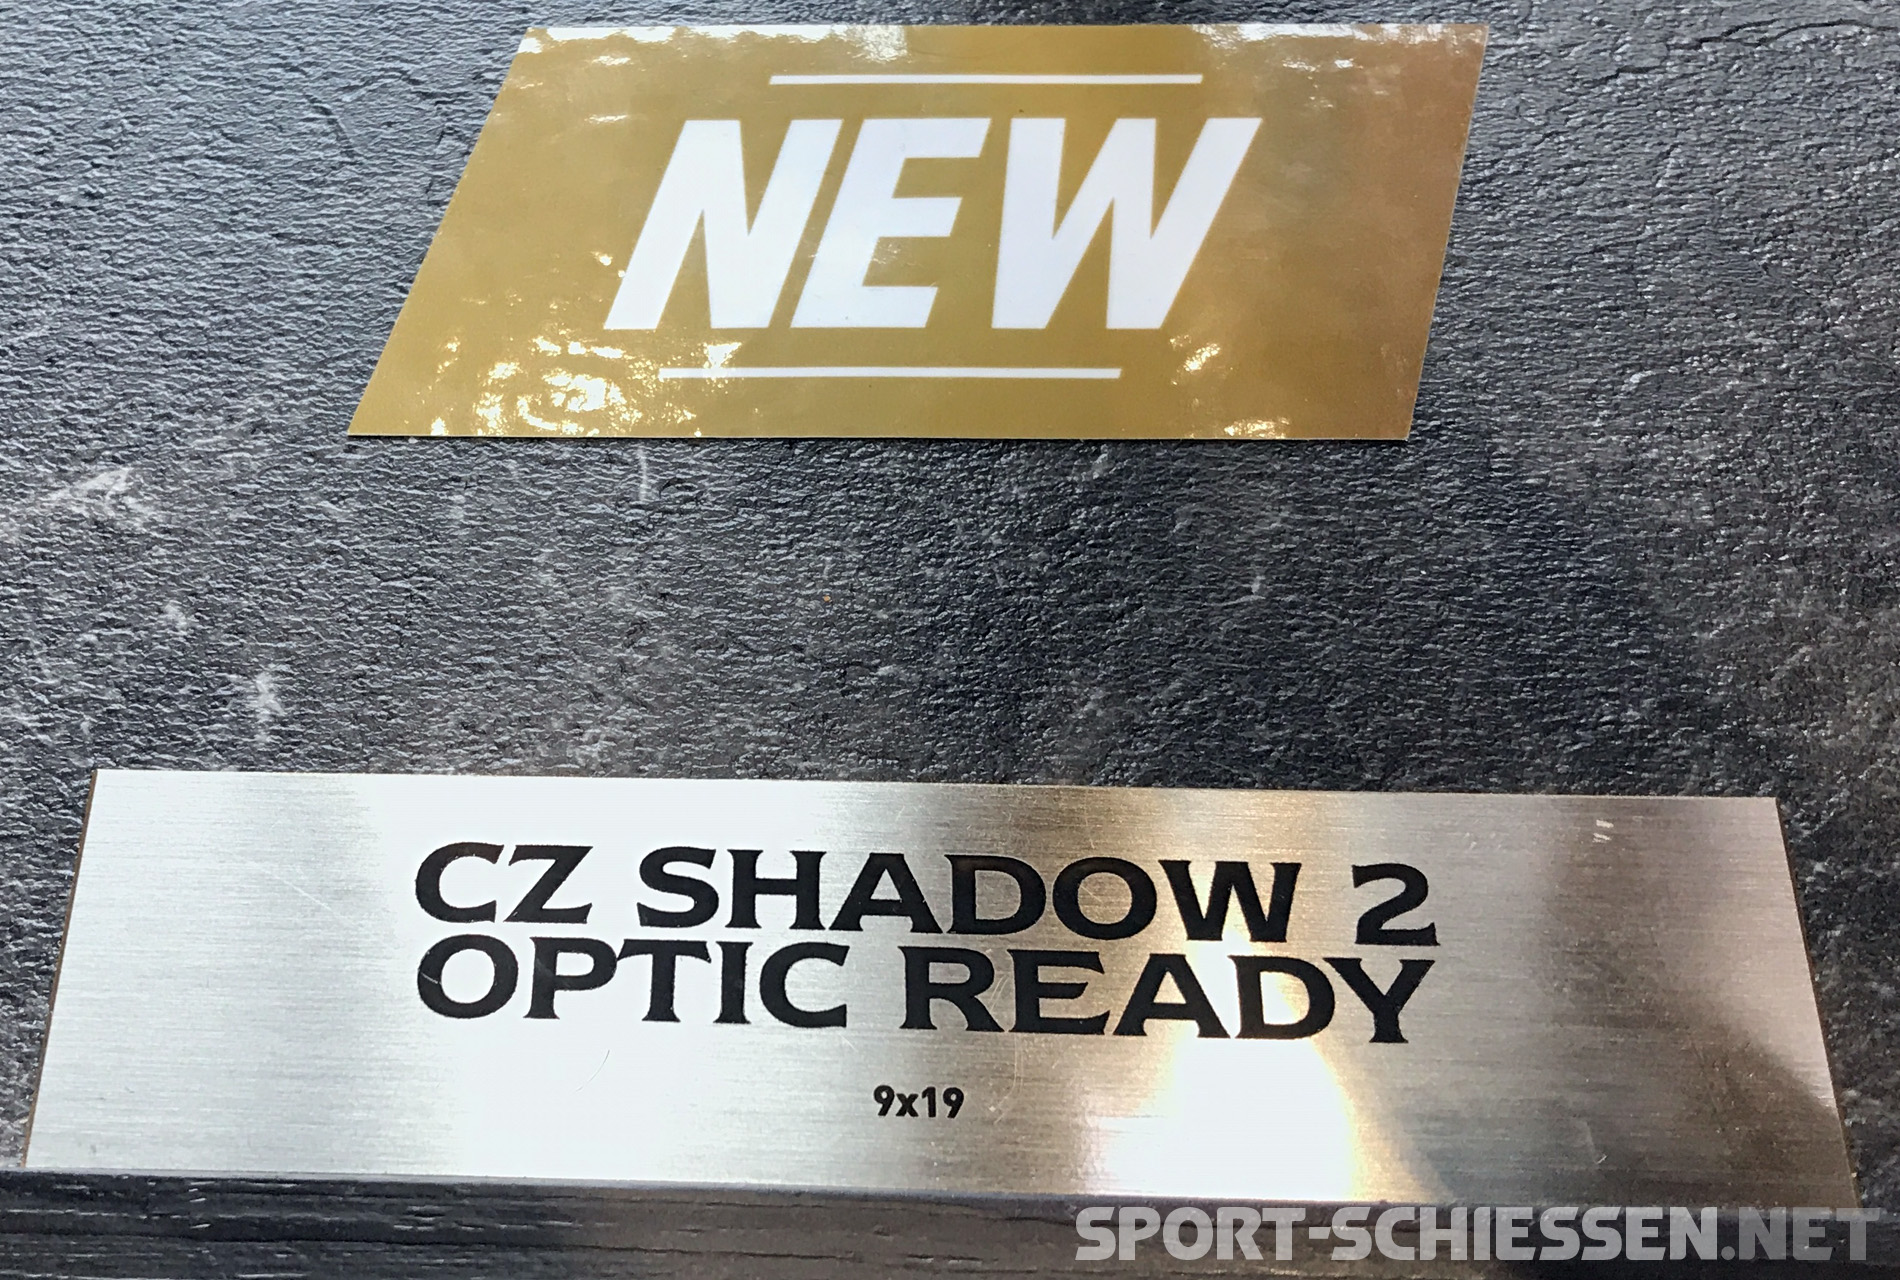 NEW
CZ SHADOW 2
OPTIC READY
9x19
SPORT-SCHIESSEN.NET